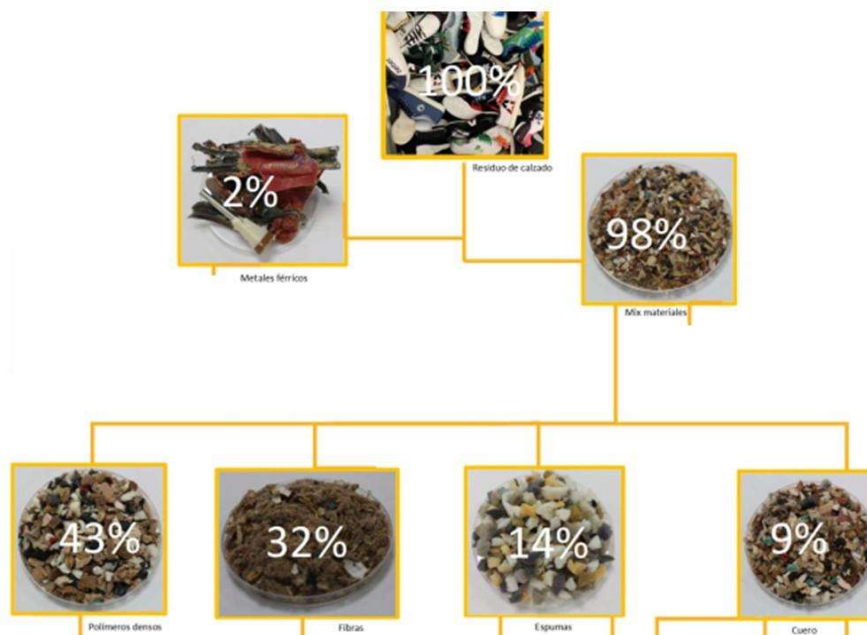 100%
Residuo de calzado
2%
Metales férricos
98%
Mix materiales
43%
Polímeros densos
32%
Fibras
14%
Espumas
9%
Cuero